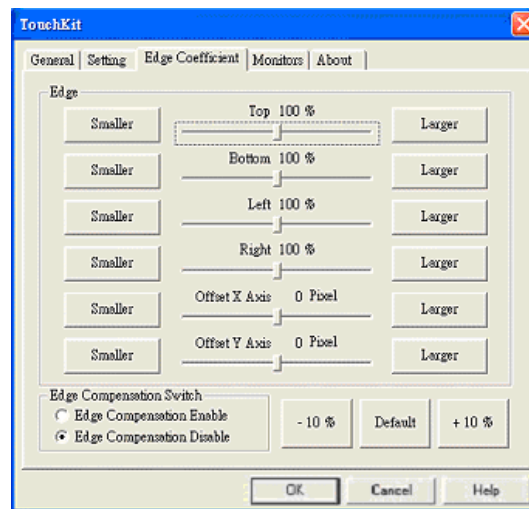 TouchKit
General Setting Edge Coefficient Monitors About
Edge
Top 100 %
Smaller Larger
Bottom 100 %
Smaller Larger
Left 100 %
Smaller Larger
Right 100 %
Smaller Larger
Offset X Axis 0 Pixel
Smaller Larger
Offset Y Axis 0 Pixel
Smaller Larger
Edge Compensation Switch
Edge Compensation Enable
Edge Compensation Disable
- 10 % Default + 10 %
OK Cancel Help